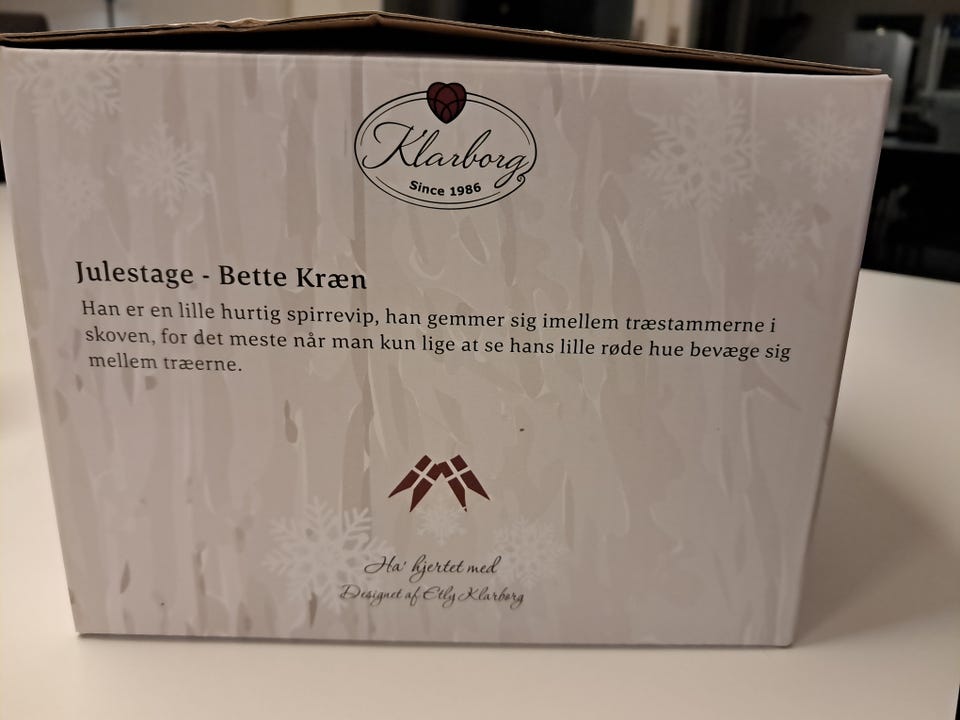 Klarborg
Since 1986
Julestage - Bette Kræn
Han er en lille hurtig spirrevip, han gemmer sig imellem træstammerne i
skoven, for det meste når man kun lige at se hans lille røde hue bevæge sig
mellem træerne.
Ha' hjertet med
Designet af Etly Klarborg